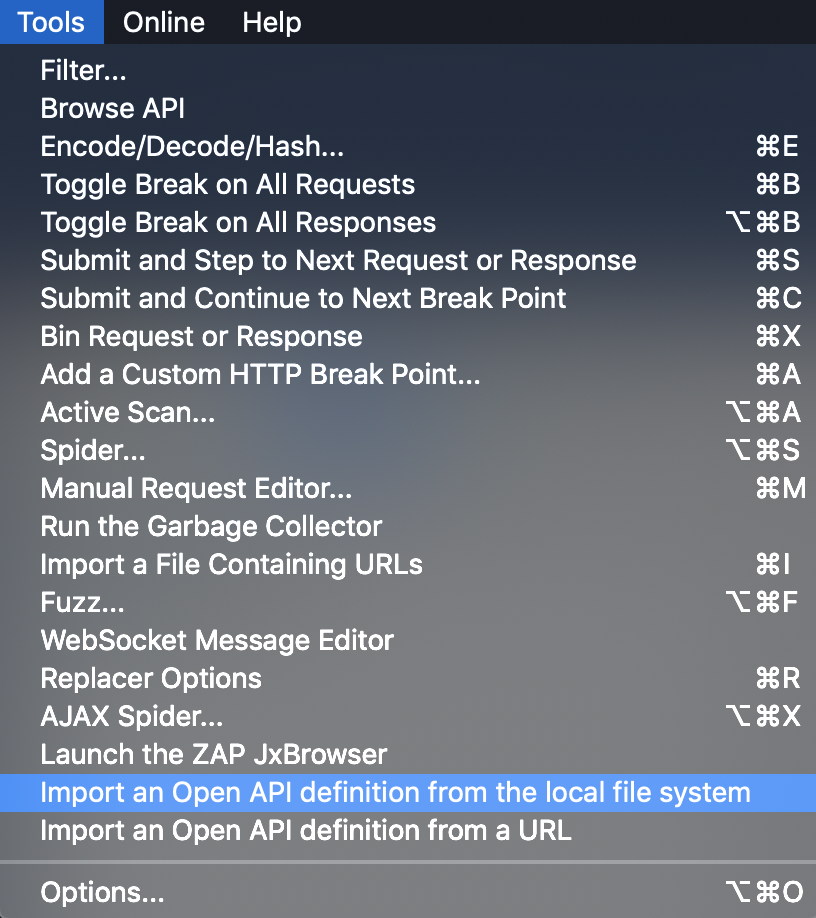 Tools Online Help
Filter...
Browse API
Encode/Decode/Hash... ⌘E
Toggle Break on All Requests ⌘B
Toggle Break on All Responses ⌥⌘B
Submit and Step to Next Request or Response ⌘S
Submit and Continue to Next Break Point ⌘C
Bin Request or Response ⌘X
Add a Custom HTTP Break Point... ⌘A
Active Scan... ⌥⌘A
Spider... ⌥⌘S
Manual Request Editor... ⌘M
Run the Garbage Collector
Import a File Containing URLs ⌘I
Fuzz... ⌥⌘F
WebSocket Message Editor
Replacer Options ⌘R
AJAX Spider... ⌥⌘X
Launch the ZAP JxBrowser
Import an Open API definition from the local file system
Import an Open API definition from a URL
Options... ⌥⌘O